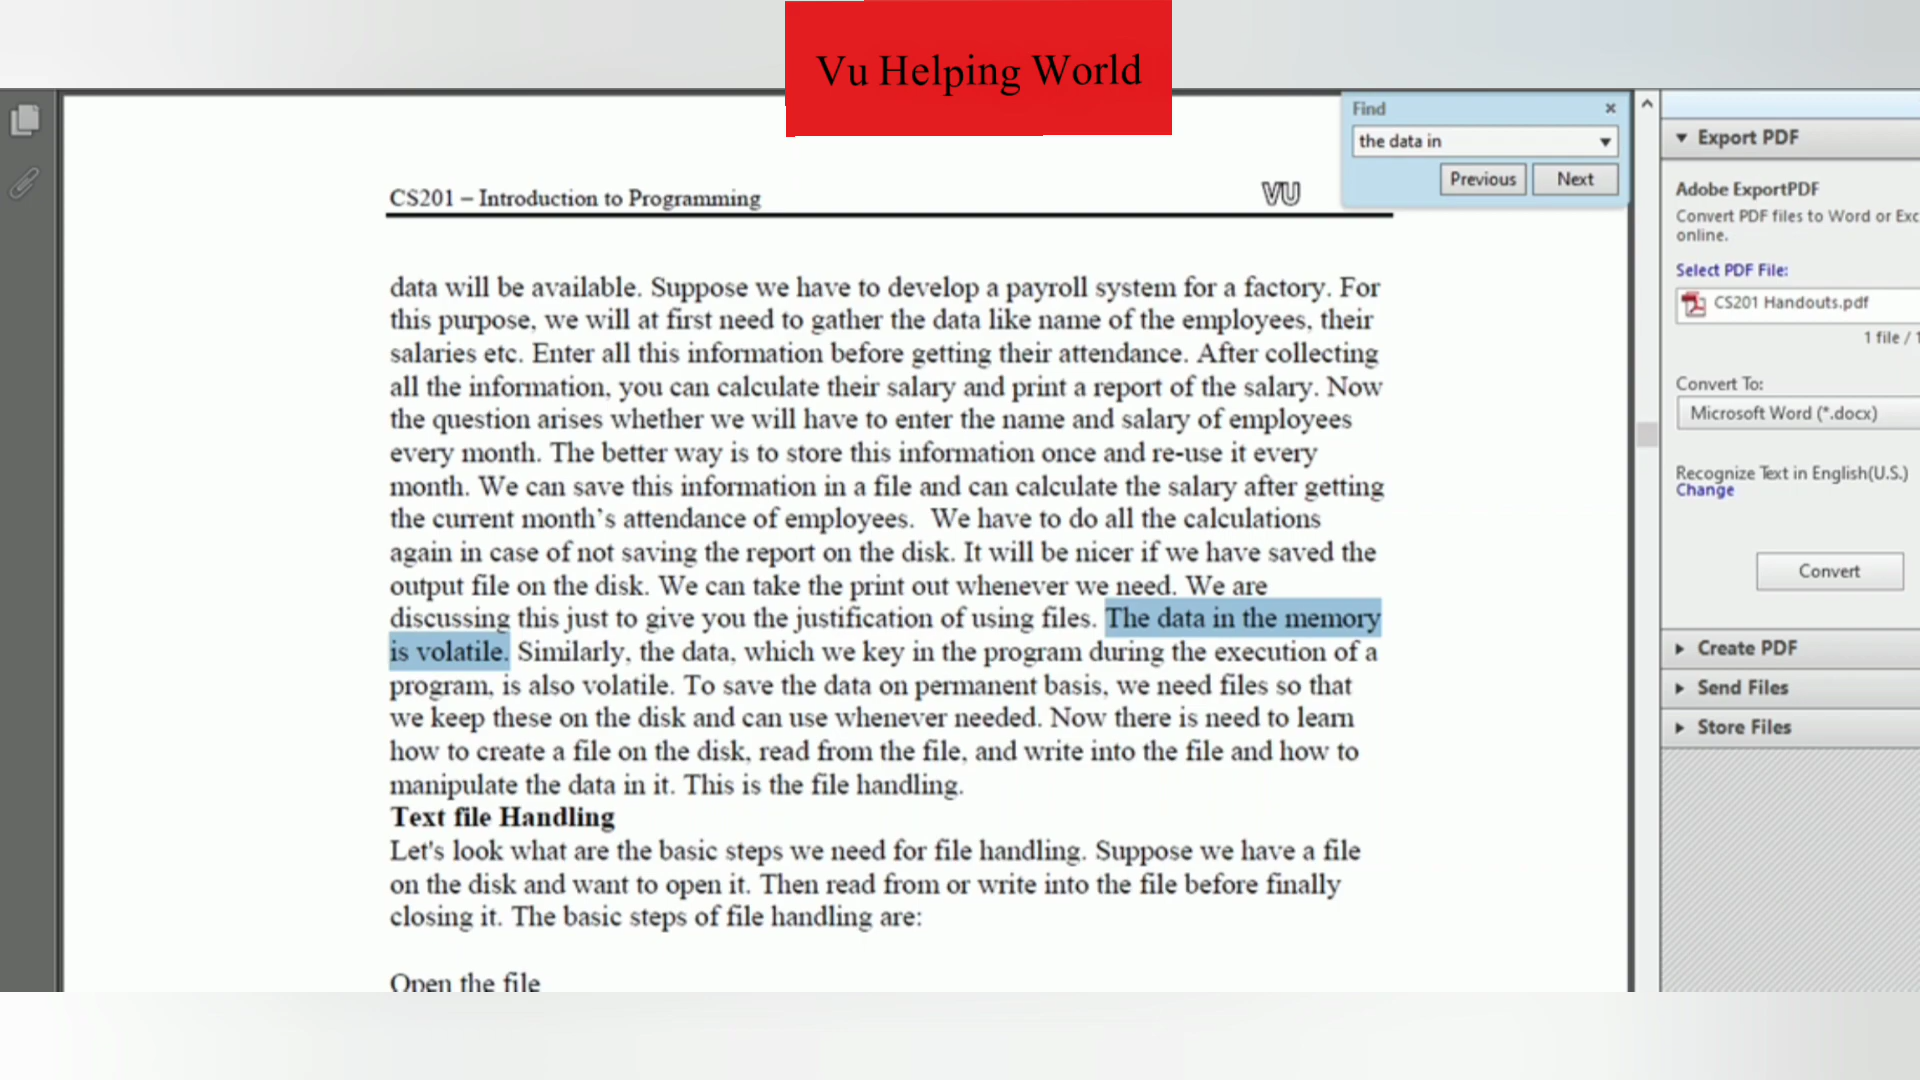 Vu Helping World
Find
the data in
Previous Next
CS201 – Introduction to Programming
VU
data will be available. Suppose we have to develop a payroll system for a factory. For
this purpose, we will at first need to gather the data like name of the employees, their
salaries etc. Enter all this information before getting their attendance. After collecting
all the information, you can calculate their salary and print a report of the salary. Now
the question arises whether we will have to enter the name and salary of employees
every month. The better way is to store this information once and re-use it every
month. We can save this information in a file and can calculate the salary after getting
the current month's attendance of employees.  We have to do all the calculations
again in case of not saving the report on the disk. It will be nicer if we have saved the
output file on the disk. We can take the print out whenever we need. We are
discussing this just to give you the justification of using files. The data in the memory
is volatile. Similarly, the data, which we key in the program during the execution of a
program, is also volatile. To save the data on permanent basis, we need files so that
we keep these on the disk and can use whenever needed. Now there is need to learn
how to create a file on the disk, read from the file, and write into the file and how to
manipulate the data in it. This is the file handling.
Text file Handling
Let's look what are the basic steps we need for file handling. Suppose we have a file
on the disk and want to open it. Then read from or write into the file before finally
closing it. The basic steps of file handling are:
Open the file
Export PDF
Adobe ExportPDF
Convert PDF files to Word or Exc
online.
Select PDF File:
CS201 Handouts.pdf
1 file / 1
Convert To:
Microsoft Word (*.docx)
Recognize Text in English(U.S.)
Change
Convert
Create PDF
Send Files
Store Files